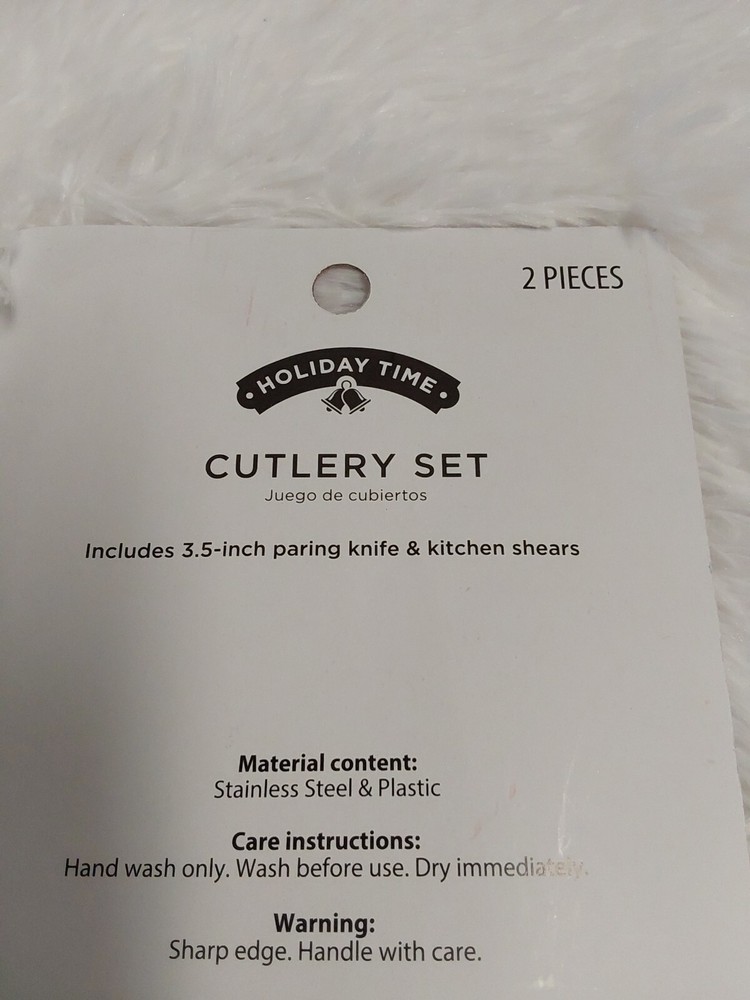 2 PIECES
HOLIDAY TIME
CUTLERY SET
Juego de cubiertos
Includes 3.5-inch paring knife & kitchen shears
Material content:
Stainless Steel & Plastic
Care instructions:
Hand wash only. Wash before use. Dry immediately.
Warning:
Sharp edge. Handle with care.